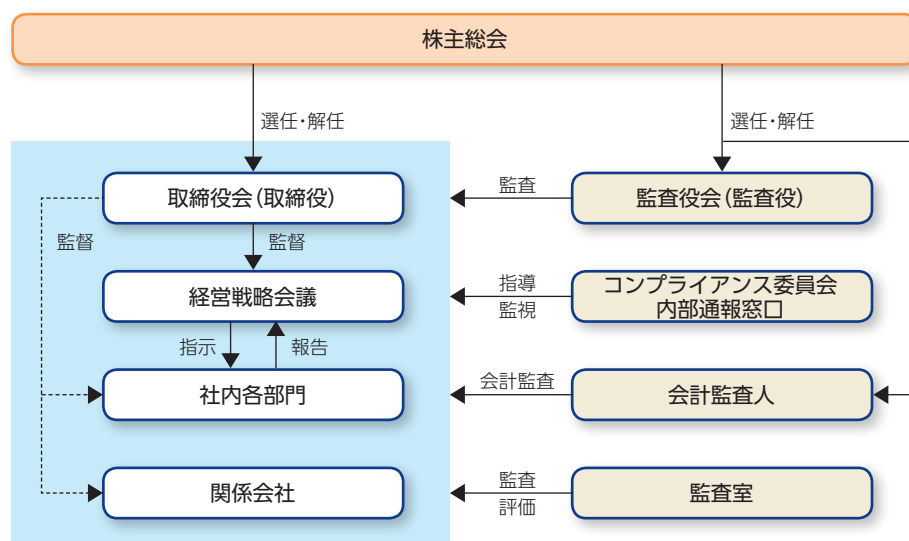 株主総会
選任・解任
選任・解任
取締役会(取締役)
監査
監査役会(監査役)
監督
監督
経営戦略会議
指導
監視
コンプライアンス委員会
内部通報窓口
指示
報告
社内各部門
会計監査
会計監査人
関係会社
監査
評価
監査室